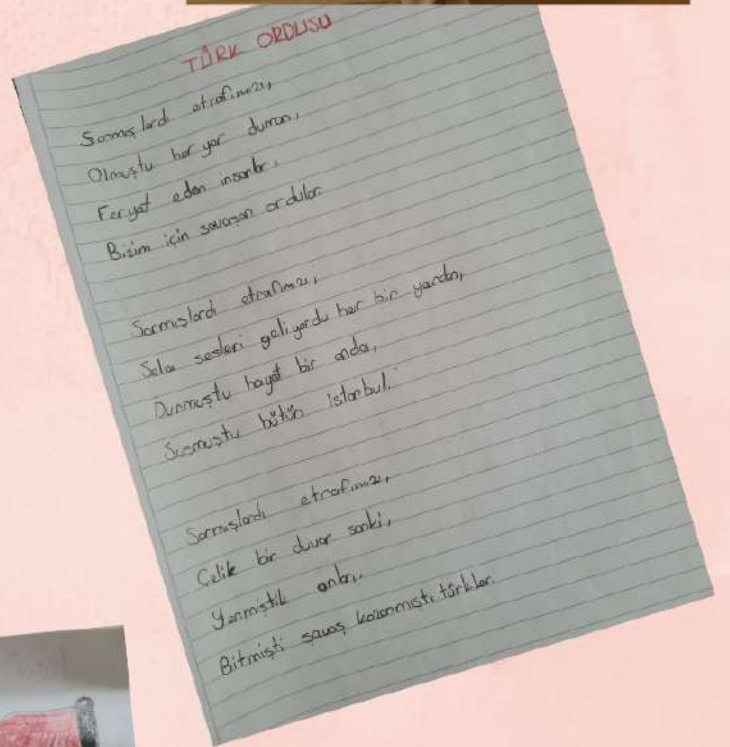 TÜRK ORDUSU
Sarmışlardı etrafımızı,
Olmuştu her yer duman,
Feryat eden insanlar,
Bizim için savaşan ordular.
Sarmışlardı etrafımızı,
Sela sesleri geliyordu her bir yandan,
Durmuştu hayat bir anda,
Susmuştu bütün istanbul.
Sarmışlardı etrafımızı,
Çelik bir duvar sanki,
Yenmiştik onları,
Bitmişti savaş kazanmıştı türkler.